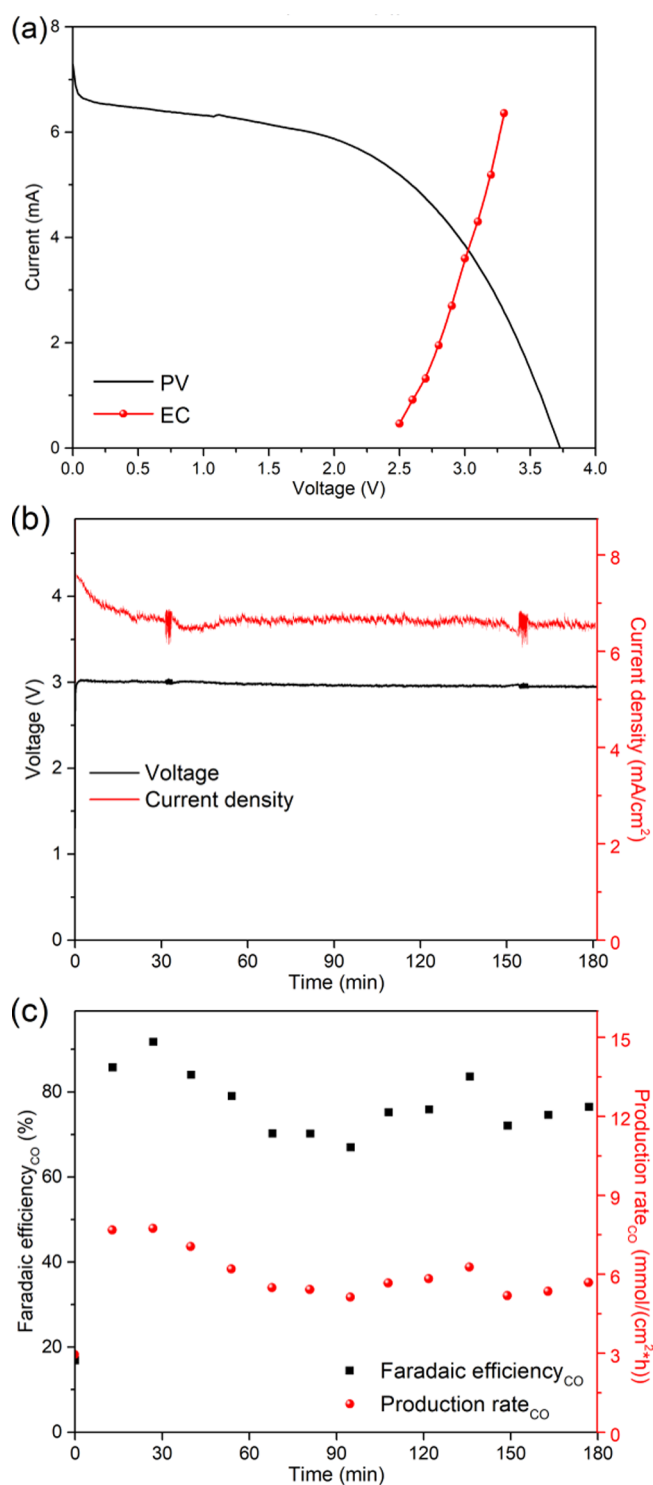 (a)
8
6
4
2
0
Current (mA)
PV
EC
0.0 0.5 1.0 1.5 2.0 2.5 3.0 3.5 4.0
Voltage (V)
(b)
4
3
2
1
0
Voltage (V)
Voltage
Current density
8
6
4
2
0
Current density (mA/cm²)
0 30 60 90 120 150 180
Time (min)
(c)
80
60
40
20
0
Faradaic efficiency_CO (%)
Faradaic efficiency_CO
Production rate_CO
15
12
9
6
3
0
Production rate_CO (mmol/(cm²*h))
0 30 60 90 120 150 180
Time (min)